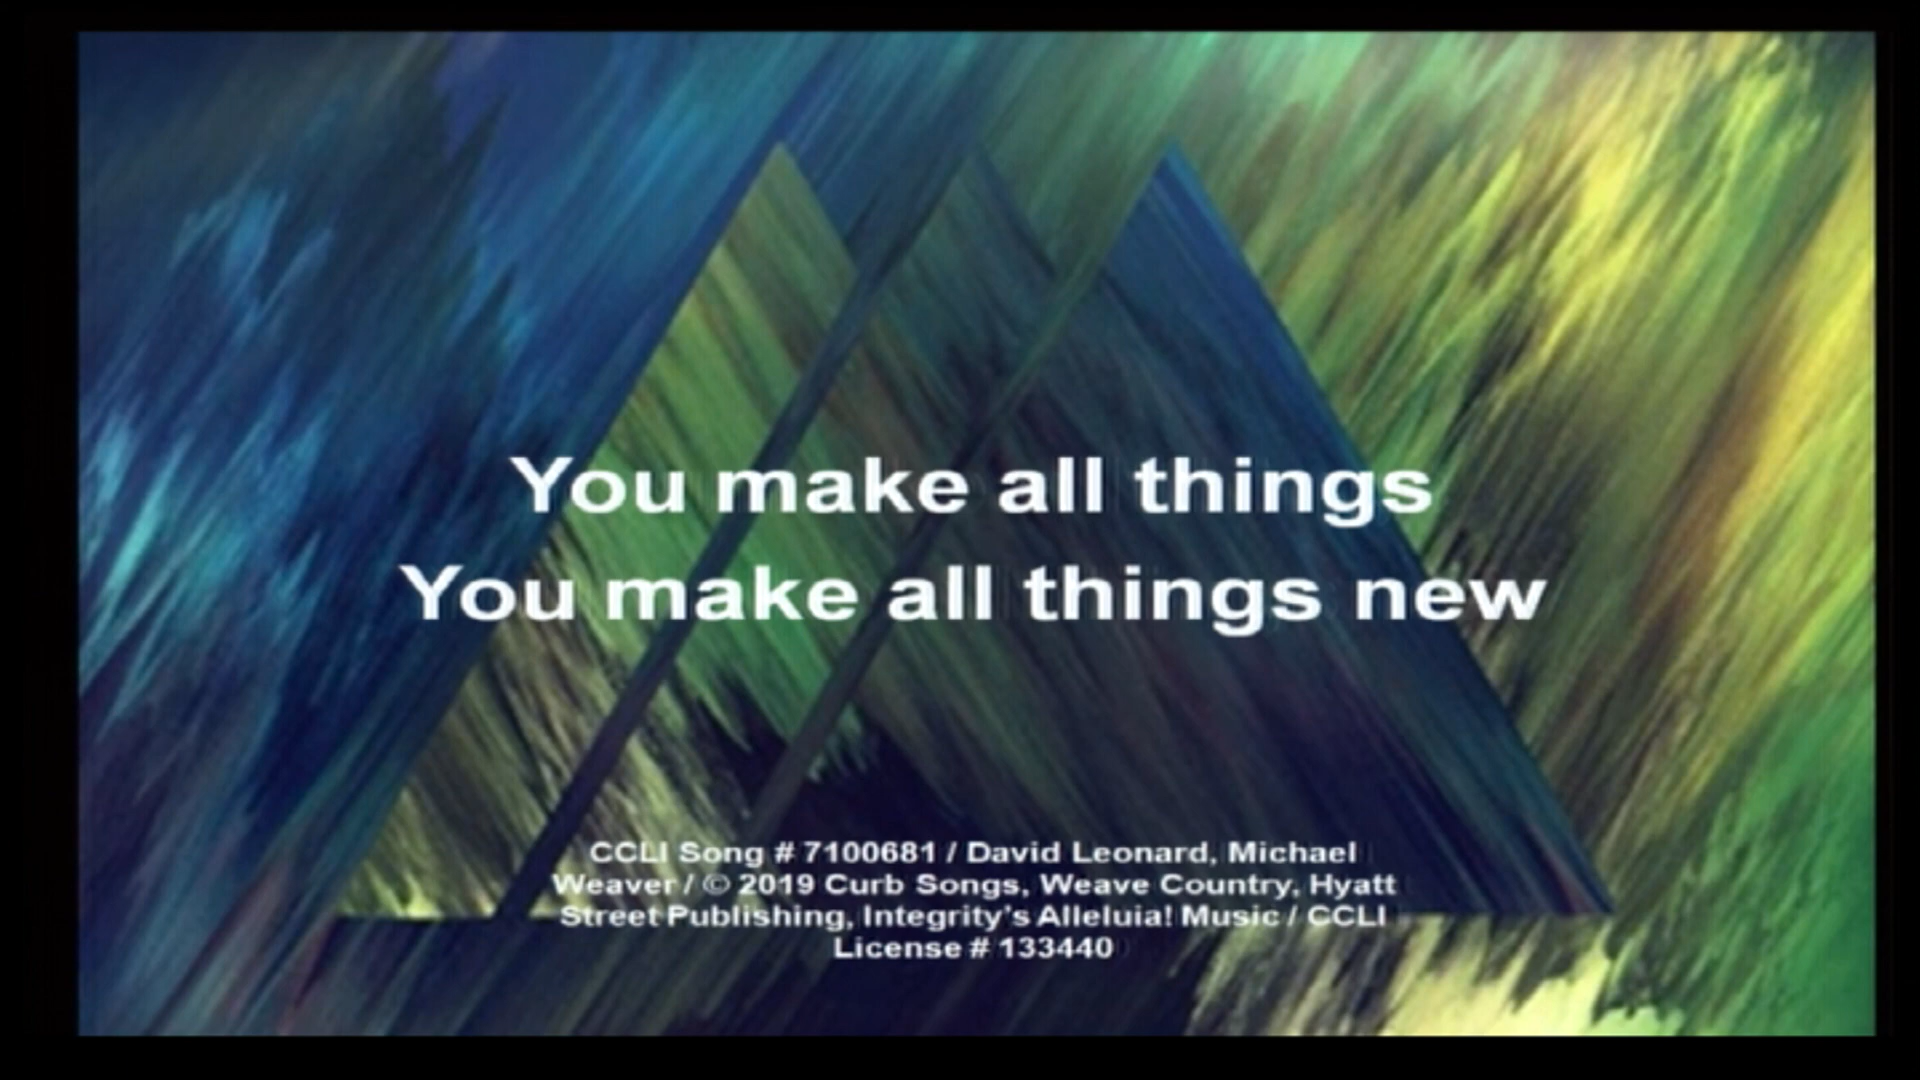 You make all things
You make all things new
CCLI Song # 7100681 / David Leonard, Michael
Weaver / © 2019 Curb Songs, Weave Country, Hyatt
Street Publishing, Integrity's Alleluia! Music / CCLI
License # 133440